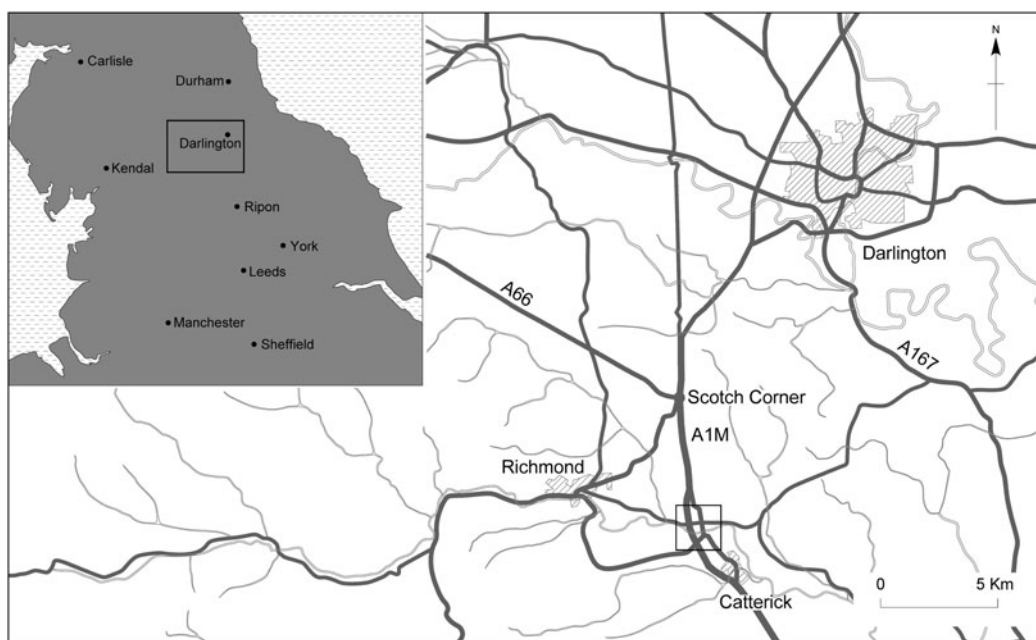 Carlisle
Durham
Darlington
Kendal
Ripon
York
Leeds
Manchester
Sheffield
N
Darlington
A66
A167
Scotch Corner
A1M
Richmond
Catterick
0 5 Km